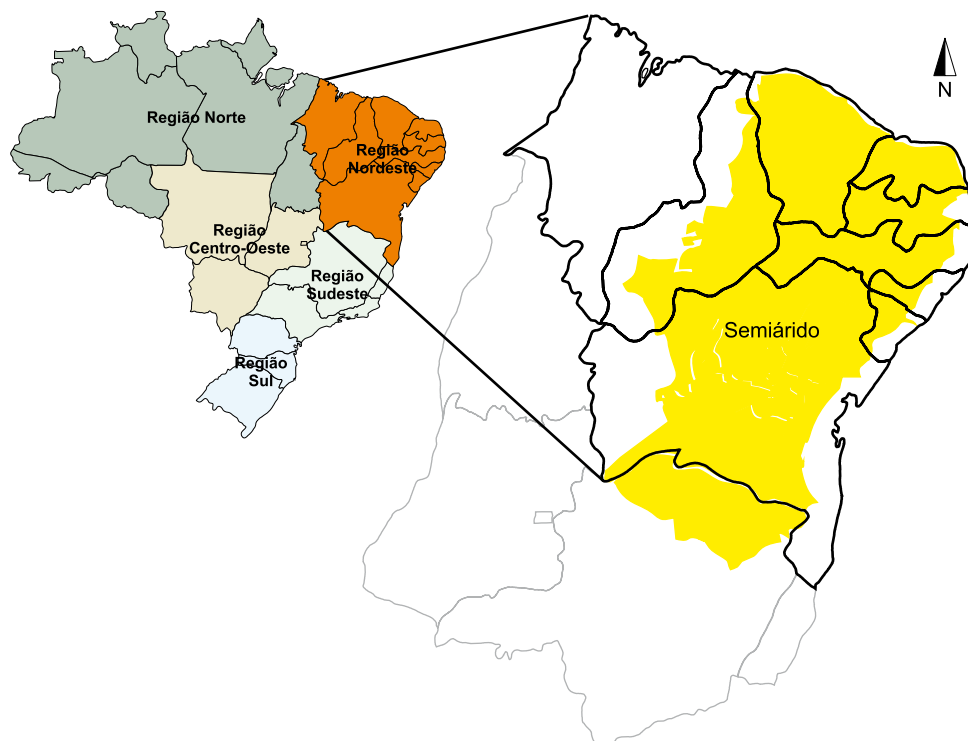 Região Norte
Região
Nordeste
Região
Centro-Oeste
Região
Sudeste
Região
Sul
Semiárido
N